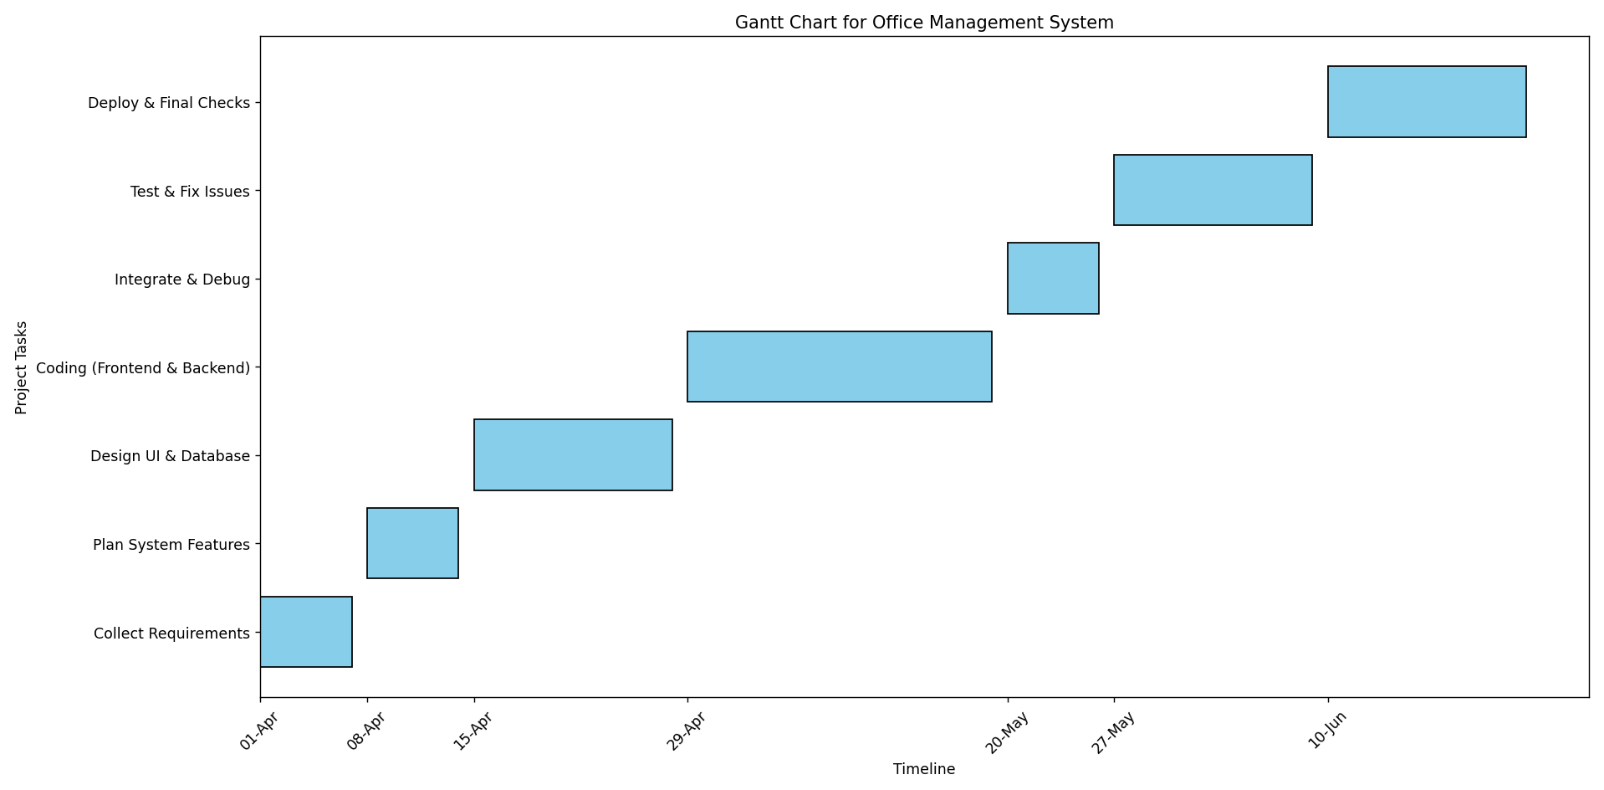 Gantt Chart for Office Management System
Project Tasks
Deploy & Final Checks
Test & Fix Issues
Integrate & Debug
Coding (Frontend & Backend)
Design UI & Database
Plan System Features
Collect Requirements
01-Apr
08-Apr
15-Apr
29-Apr
20-May
27-May
10-Jun
Timeline